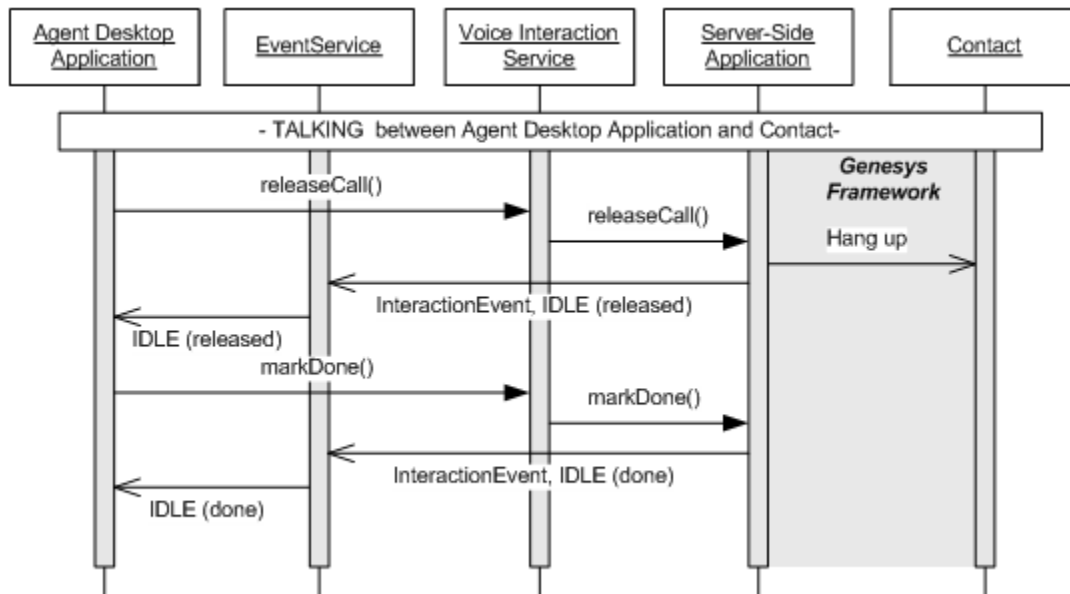 Agent Desktop
Application
EventService
Voice Interaction
Service
Server-Side
Application
Contact
- TALKING between Agent Desktop Application and Contact-
Genesys
Framework
releaseCall()
releaseCall()
Hang up
InteractionEvent, IDLE (released)
IDLE (released)
markDone()
markDone()
InteractionEvent, IDLE (done)
IDLE (done)